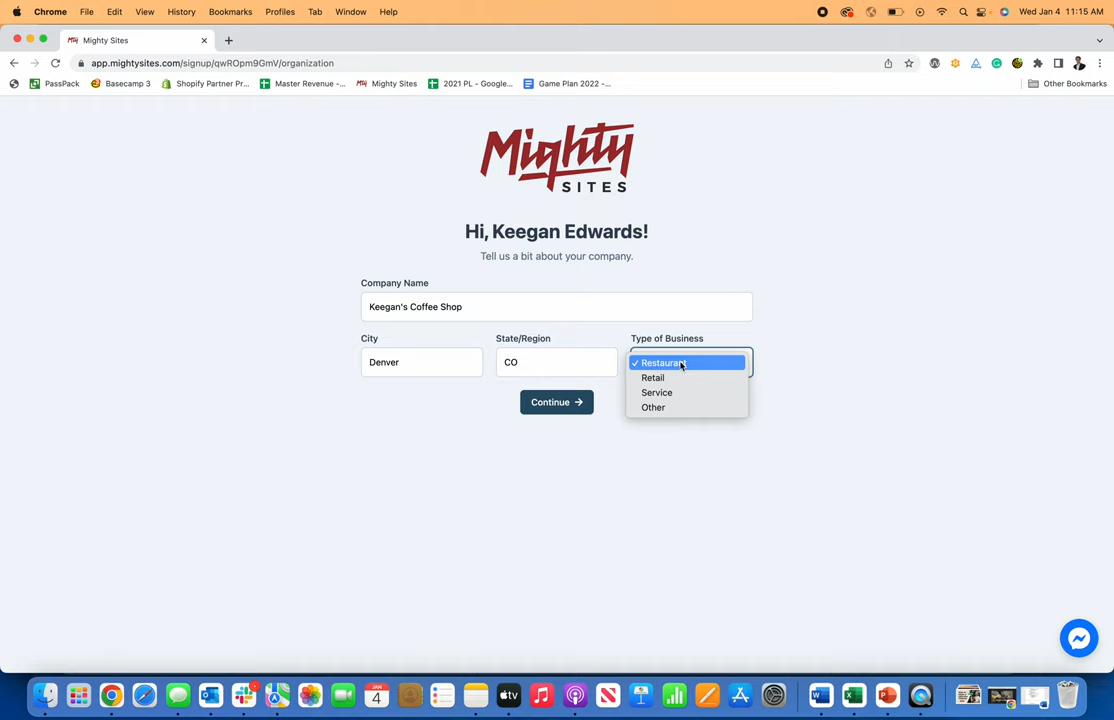 Chrome File Edit View History Bookmarks Profiles Tab Window Help Wed Jan 4 11:15 AM
Mighty Sites
app.mightysites.com/signup/qwROpm9GmV/organization
PassPack Basecamp 3 Shopify Partner Pr... Master Revenue -... Mighty Sites 2021 PL - Google... Game Plan 2022 -... Other Bookmarks
Mighty
SITES
Hi, Keegan Edwards!
Tell us a bit about your company.
Company Name
Keegan's Coffee Shop
City State/Region Type of Business
Denver CO Restaurant
Retail
Service
Other
Continue
JAN
4
tv